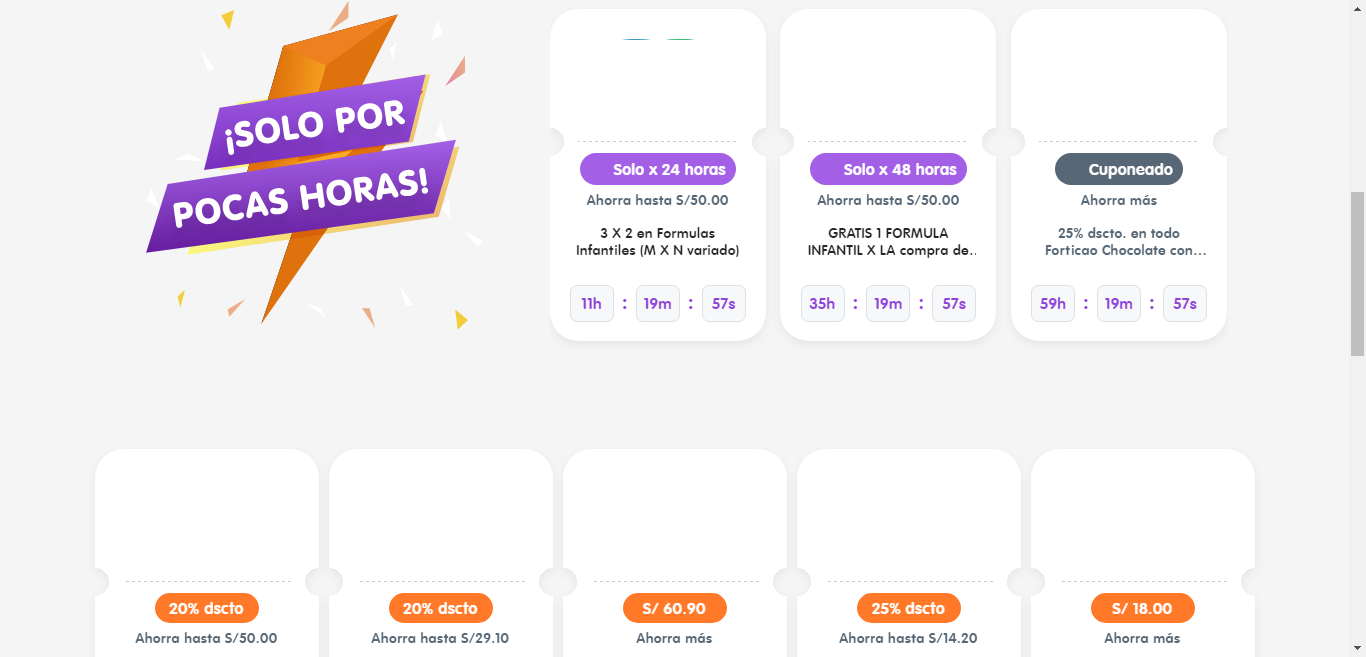 ¡SOLO POR
POCAS HORAS!
Solo x 24 horas
Ahorra hasta S/50.00
3 X 2 en Formulas
Infantiles (M X N variado)
11h : 19m : 57s
Solo x 48 horas
Ahorra hasta S/50.00
GRATIS 1 FORMULA
INFANTIL X LA compra de..
35h : 19m : 57s
Cuponeado
Ahorra más
25% dscto. en todo
Forticao Chocolate con...
59h : 19m : 57s
20% dscto
Ahorra hasta S/50.00
20% dscto
Ahorra hasta S/29.10
S/ 60.90
Ahorra más
25% dscto
Ahorra hasta S/14.20
S/ 18.00
Ahorra más